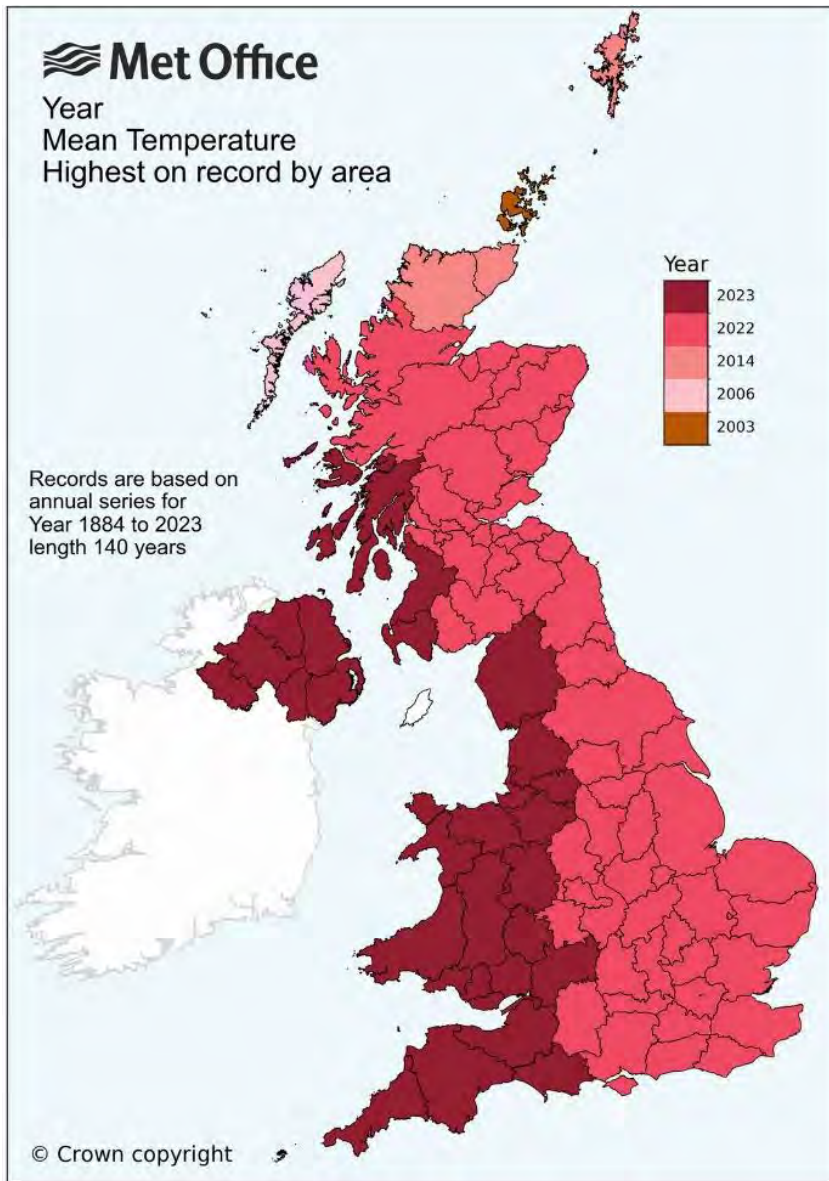 Met Office
Year
Mean Temperature
Highest on record by area
Year
2023
2022
2014
2006
2003
Records are based on
annual series for
Year 1884 to 2023
length 140 years
© Crown copyright